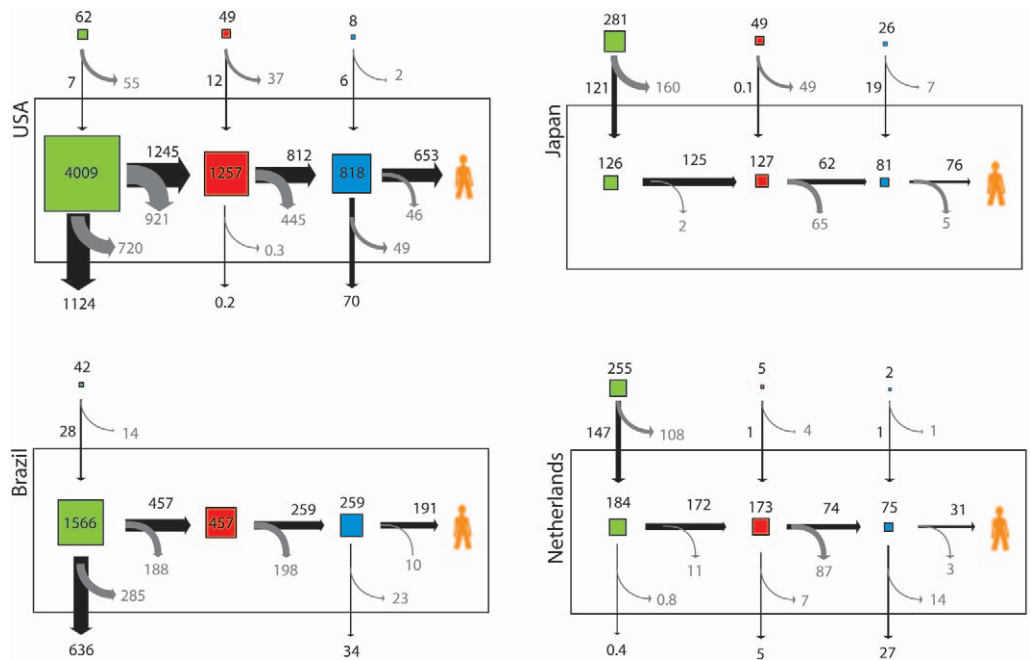 62 49 8
7 55 12 37 6 2
USA
1245 812 653
4009 1257 818
921 445 46
720 0.3 49
1124 0.2 70
281 49 26
121 160 0.1 49 19 7
Japan
126 125 127 62 81 76
2 65 5
42
28 14
Brazil
457 259 259 191
1566 457
188 198 10
285 23
636 34
255 5 2
147 108 1 4 1 1
Netherlands
184 172 173 74 75 31
11 87 3
0.8 7 14
0.4 5 27